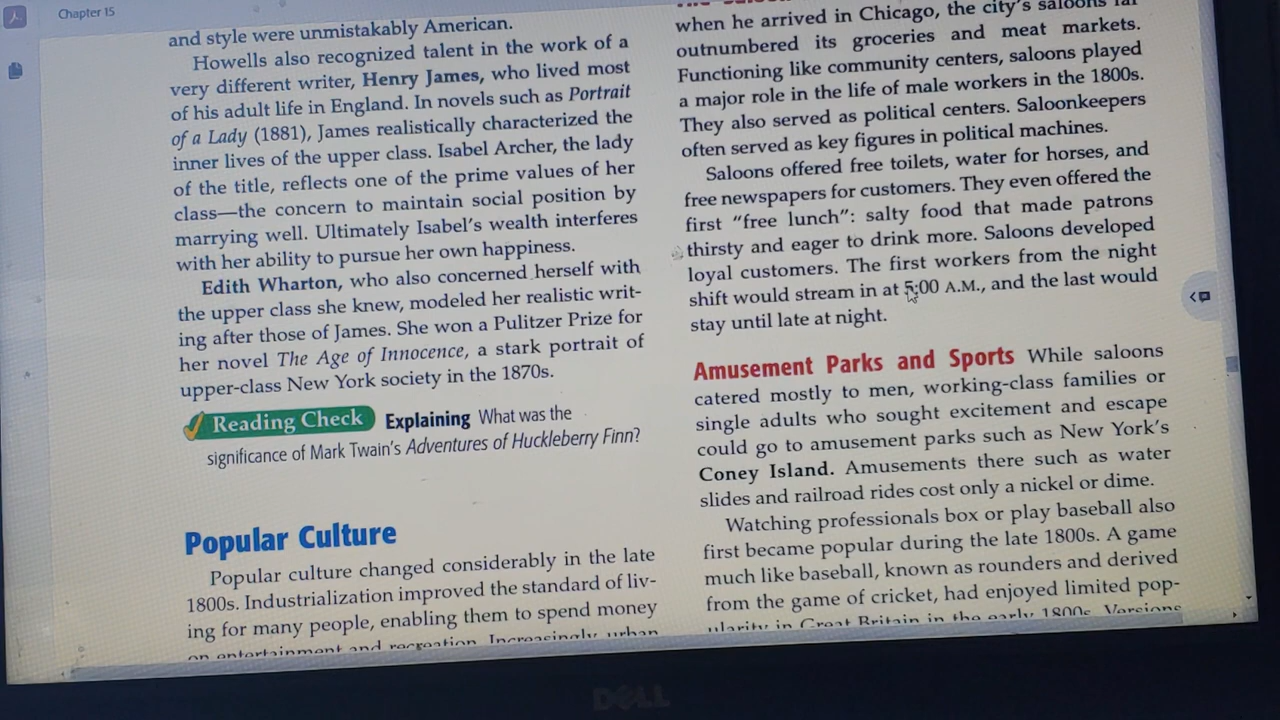 Chapter 15
and style were unmistakably American.
Howells also recognized talent in the work of a
very different writer, Henry James, who lived most
of his adult life in England. In novels such as Portrait
of a Lady (1881), James realistically characterized the
inner lives of the upper class. Isabel Archer, the lady
of the title, reflects one of the prime values of her
class—the concern to maintain social position by
marrying well. Ultimately Isabel's wealth interferes
with her ability to pursue her own happiness.
Edith Wharton, who also concerned herself with
the upper class she knew, modeled her realistic writ-
ing after those of James. She won a Pulitzer Prize for
her novel The Age of Innocence, a stark portrait of
upper-class New York society in the 1870s.
Reading Check Explaining What was the
significance of Mark Twain's Adventures of Huckleberry Finn?
Popular Culture
Popular culture changed considerably in the late
1800s. Industrialization improved the standard of liv-
ing for many people, enabling them to spend money
on entertainment and recreation. Increasingly urban
when he arrived in Chicago, the city's saloons far
outnumbered its groceries and meat markets.
Functioning like community centers, saloons played
a major role in the life of male workers in the 1800s.
They also served as political centers. Saloonkeepers
often served as key figures in political machines.
Saloons offered free toilets, water for horses, and
free newspapers for customers. They even offered the
first "free lunch": salty food that made patrons
thirsty and eager to drink more. Saloons developed
loyal customers. The first workers from the night
shift would stream in at 5:00 A.M., and the last would
stay until late at night.
Amusement Parks and Sports While saloons
catered mostly to men, working-class families or
single adults who sought excitement and escape
could go to amusement parks such as New York's
Coney Island. Amusements there such as water
slides and railroad rides cost only a nickel or dime.
Watching professionals box or play baseball also
first became popular during the late 1800s. A game
much like baseball, known as rounders and derived
from the game of cricket, had enjoyed limited pop-
ularity in Great Britain in the early 1800s. Versions
DELL